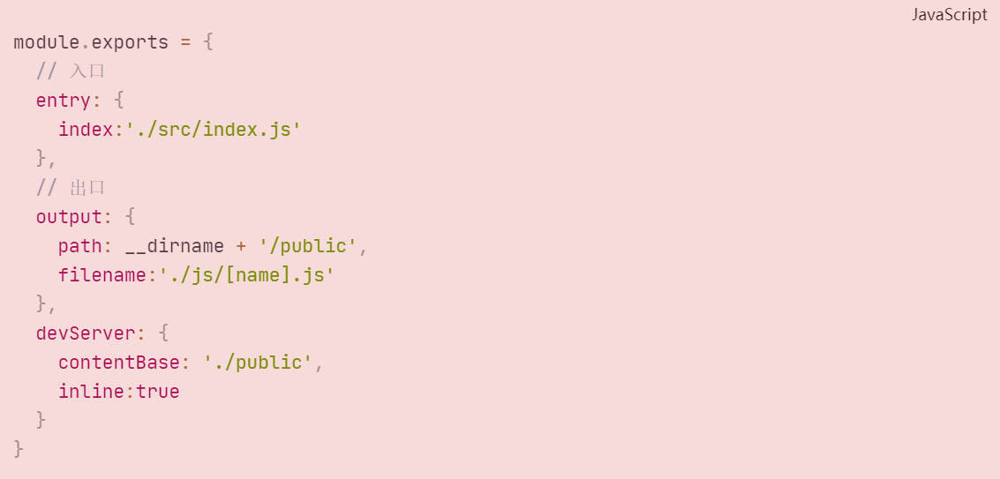 JavaScript
module.exports = {
  // 入口
  entry: {
    index:'./src/index.js'
  },
  // 出口
  output: {
    path: __dirname + '/public',
    filename:'./js/[name].js'
  },
  devServer: {
    contentBase: './public',
    inline:true
  }
}